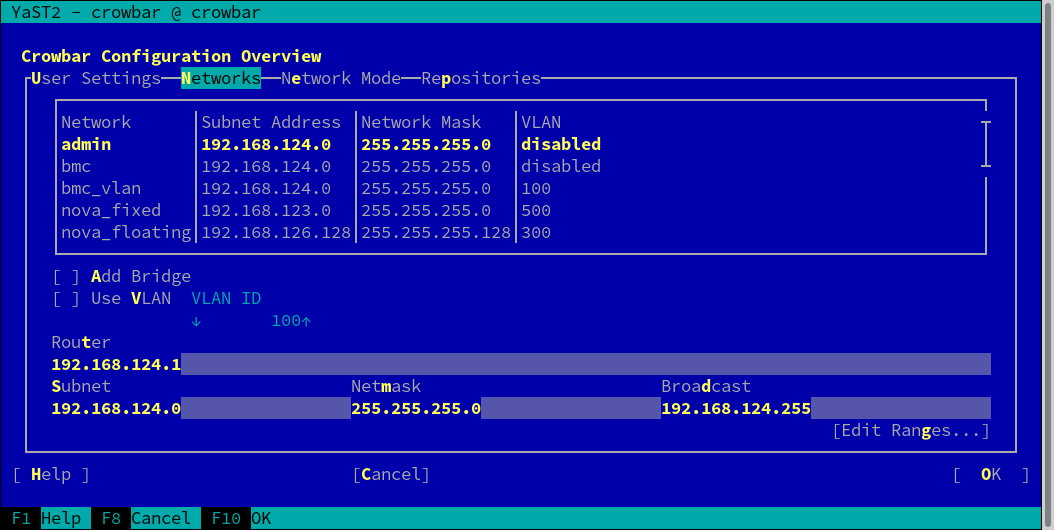 YaST2 - crowbar @ crowbar
Crowbar Configuration Overview
User Settings Networks Network Mode Repositories
Network Subnet Address Network Mask VLAN
admin 192.168.124.0 255.255.255.0 disabled
bmc 192.168.124.0 255.255.255.0 disabled
bmc_vlan 192.168.124.0 255.255.255.0 100
nova_fixed 192.168.123.0 255.255.255.0 500
nova_floating 192.168.126.128 255.255.255.128 300
[ ] Add Bridge
[ ] Use VLAN VLAN ID
↓ 100↑
Router
192.168.124.1
Subnet Netmask Broadcast
192.168.124.0 255.255.255.0 192.168.124.255
[Edit Ranges...]
[ Help ] [Cancel] [ OK ]
F1 Help F8 Cancel F10 OK